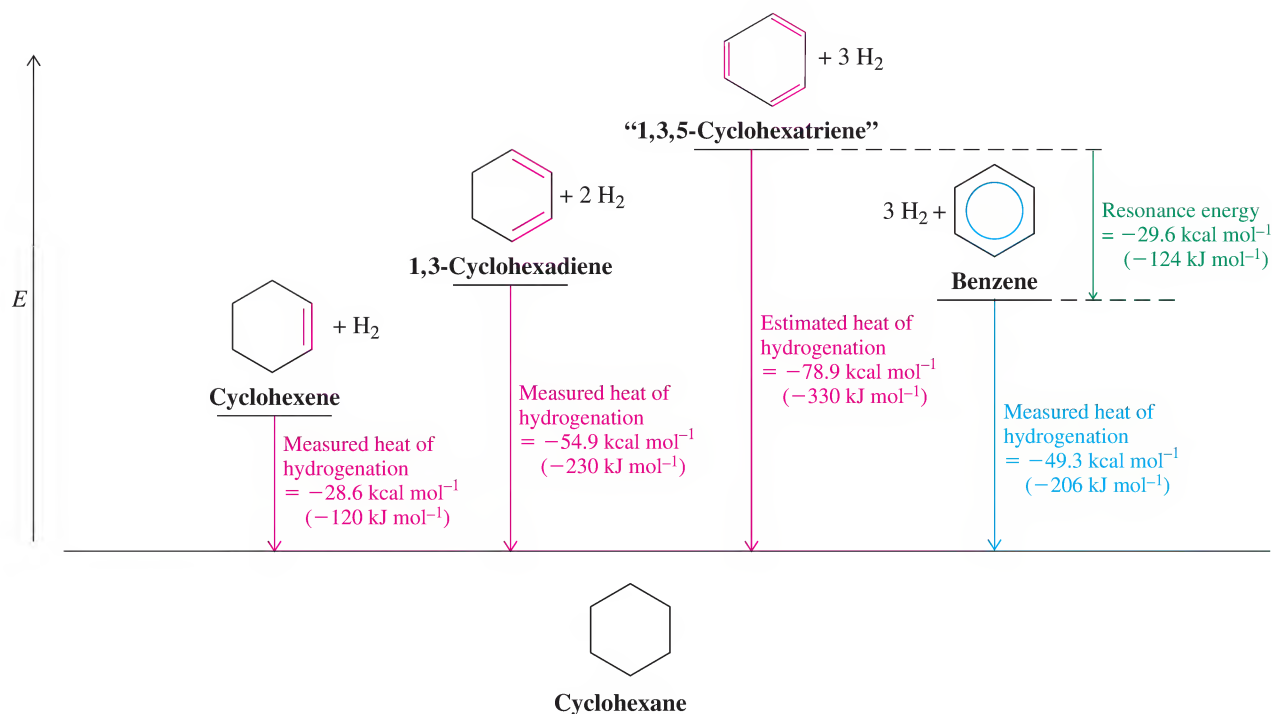 E
+ 3 H₂
“1,3,5-Cyclohexatriene”
+ 2 H₂
1,3-Cyclohexadiene
3 H₂ +
Benzene
Resonance energy
= −29.6 kcal mol⁻¹
(−124 kJ mol⁻¹)
+ H₂
Cyclohexene
Measured heat of
hydrogenation
= −28.6 kcal mol⁻¹
(−120 kJ mol⁻¹)
Measured heat of
hydrogenation
= −54.9 kcal mol⁻¹
(−230 kJ mol⁻¹)
Estimated heat of
hydrogenation
= −78.9 kcal mol⁻¹
(−330 kJ mol⁻¹)
Measured heat of
hydrogenation
= −49.3 kcal mol⁻¹
(−206 kJ mol⁻¹)
Cyclohexane